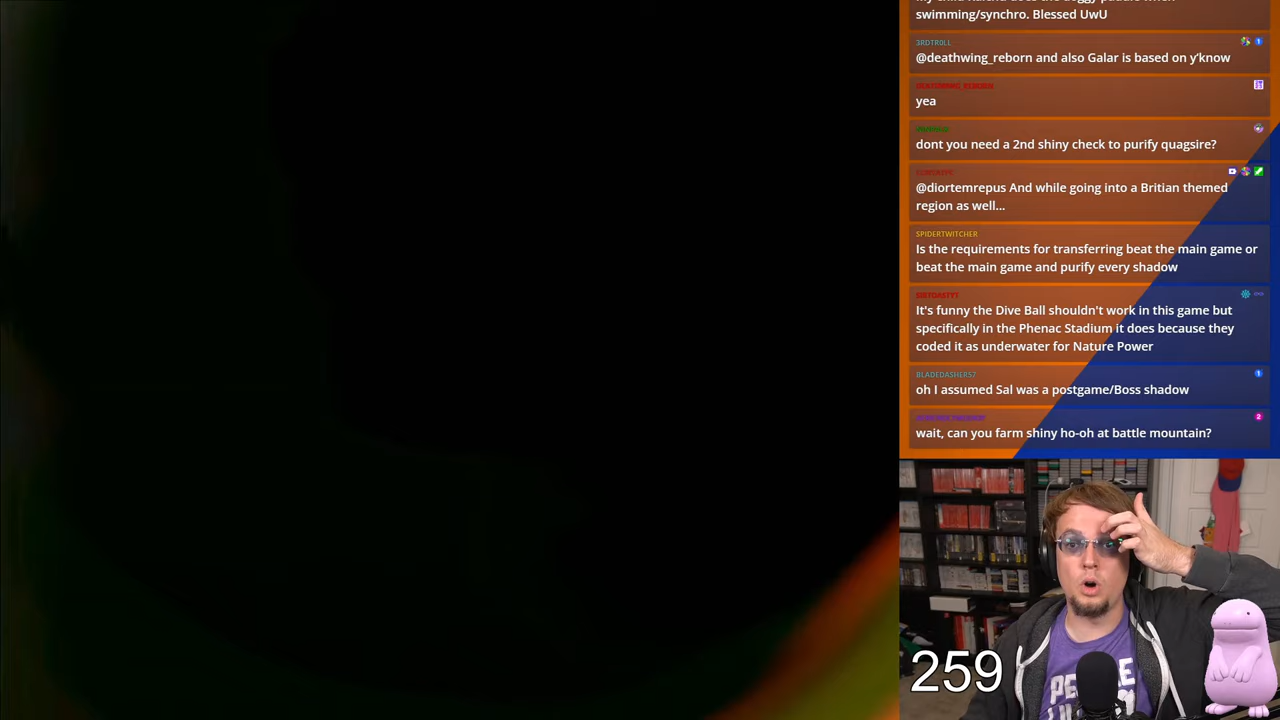 swimming/synchro. Blessed UwU
3RDTR0LL
@deathwing_reborn and also Galar is based on y'know
yea
dont you need a 2nd shiny check to purify quagsire?
@diortemrepus And while going into a Britian themed
region as well...
SPIDERTWITCHER
Is the requirements for transferring beat the main game or
beat the main game and purify every shadow
It's funny the Dive Ball shouldn't work in this game but
specifically in the Phenac Stadium it does because they
coded it as underwater for Nature Power
BLADEDASHER57
oh I assumed Sal was a postgame/Boss shadow
wait, can you farm shiny ho-oh at battle mountain?
259